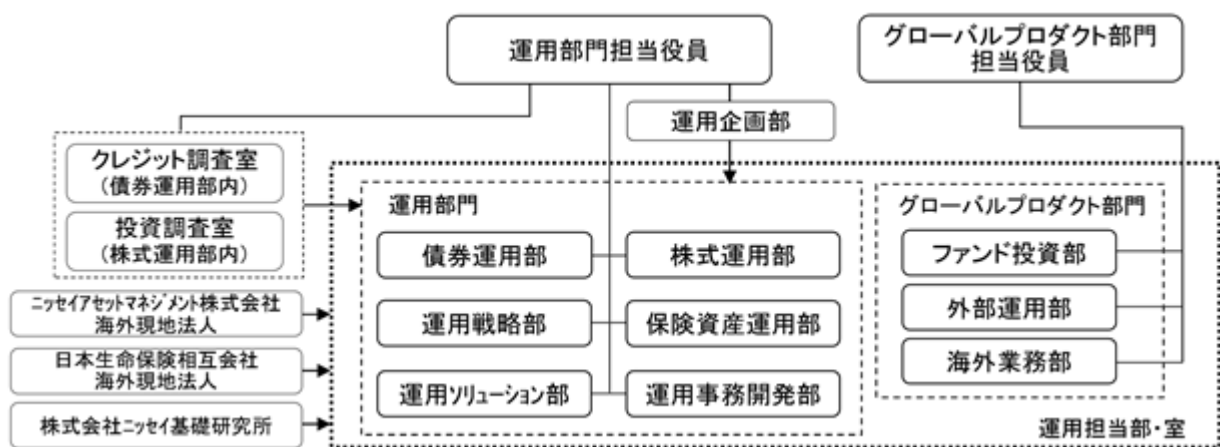 運用部門担当役員
グローバルプロダクト部門
担当役員
運用企画部
クレジット調査室
(債券運用部内)
投資調査室
(株式運用部内)
運用部門
債券運用部
株式運用部
運用戦略部
保険資産運用部
運用ソリューション部
運用事務開発部
グローバルプロダクト部門
ファンド投資部
外部運用部
海外業務部
ニッセイアセットマネジメント株式会社
海外現地法人
日本生命保険相互会社
海外現地法人
株式会社ニッセイ基礎研究所
運用担当部・室